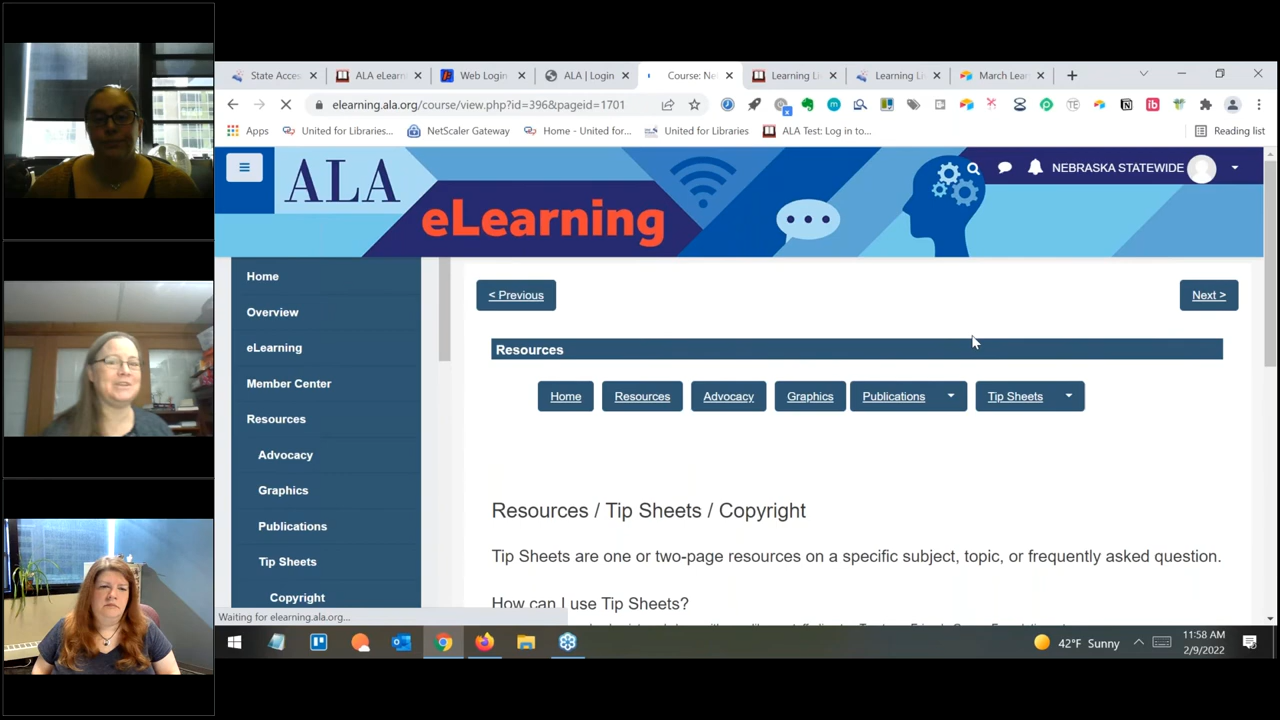 State Acces
ALA eLearn
Web Login
ALA | Login
Course: Ne
Learning Li
Learning Li
March Lear
elearning.ala.org/course/view.php?id=396&pageid=1701
Apps
United for Libraries...
NetScaler Gateway
Home - United for...
United for Libraries
ALA Test: Log in to...
Reading list
ALA
eLearning
NEBRASKA STATEWIDE
Home
Overview
eLearning
Member Center
Resources
Advocacy
Graphics
Publications
Tip Sheets
Copyright
< Previous
Next >
Resources
Home
Resources
Advocacy
Graphics
Publications
Tip Sheets
Resources / Tip Sheets / Copyright
Tip Sheets are one or two-page resources on a specific subject, topic, or frequently asked question.
How can I use Tip Sheets?
Waiting for elearning.ala.org...
42°F Sunny
11:58 AM
2/9/2022